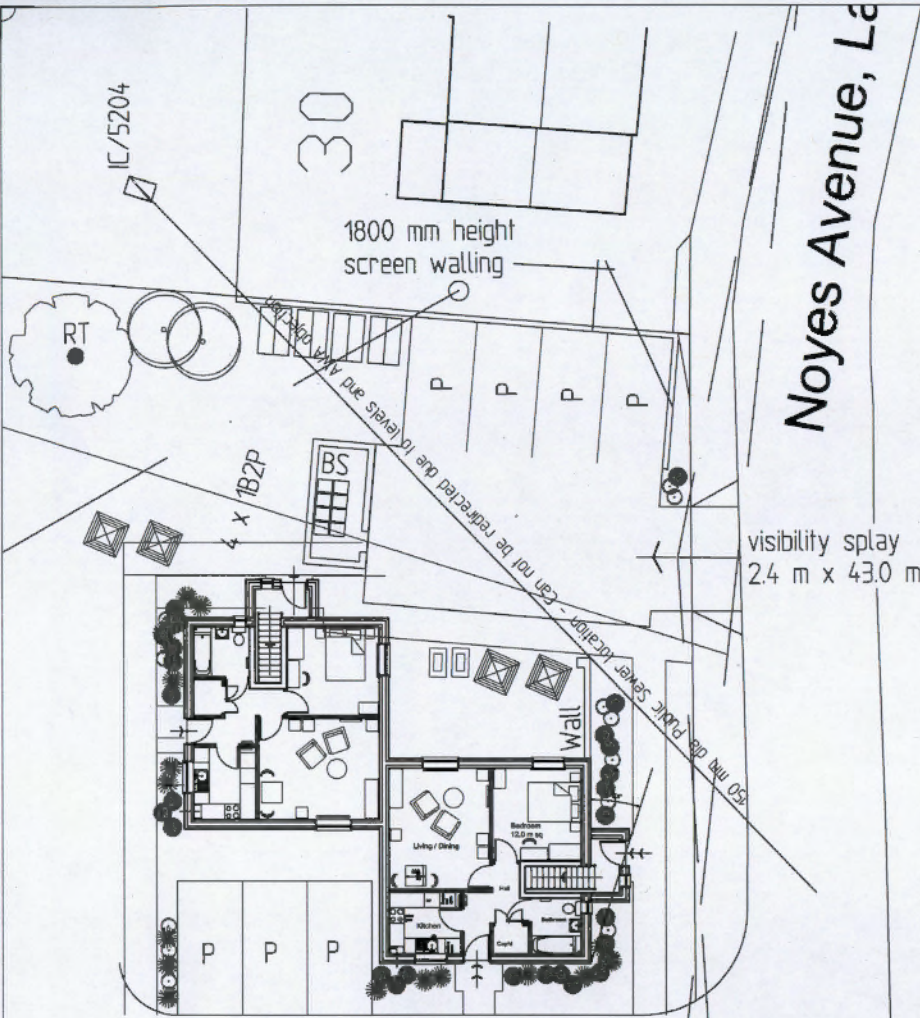 IC/5204
30
1800 mm height
screen walling
Noyes Avenue, La
RT
P
P
P
P
150 mm dia. Public Sewer location - Can not be redirected due to levels and AWA objection
4 x 1B2P
BS
visibility splay
2.4 m x 43.0 m
Wall
Bedroom
12.0 m sq
Living / Dining
Hall
Kitchen
Cupbd
Bathroom
P
P
P